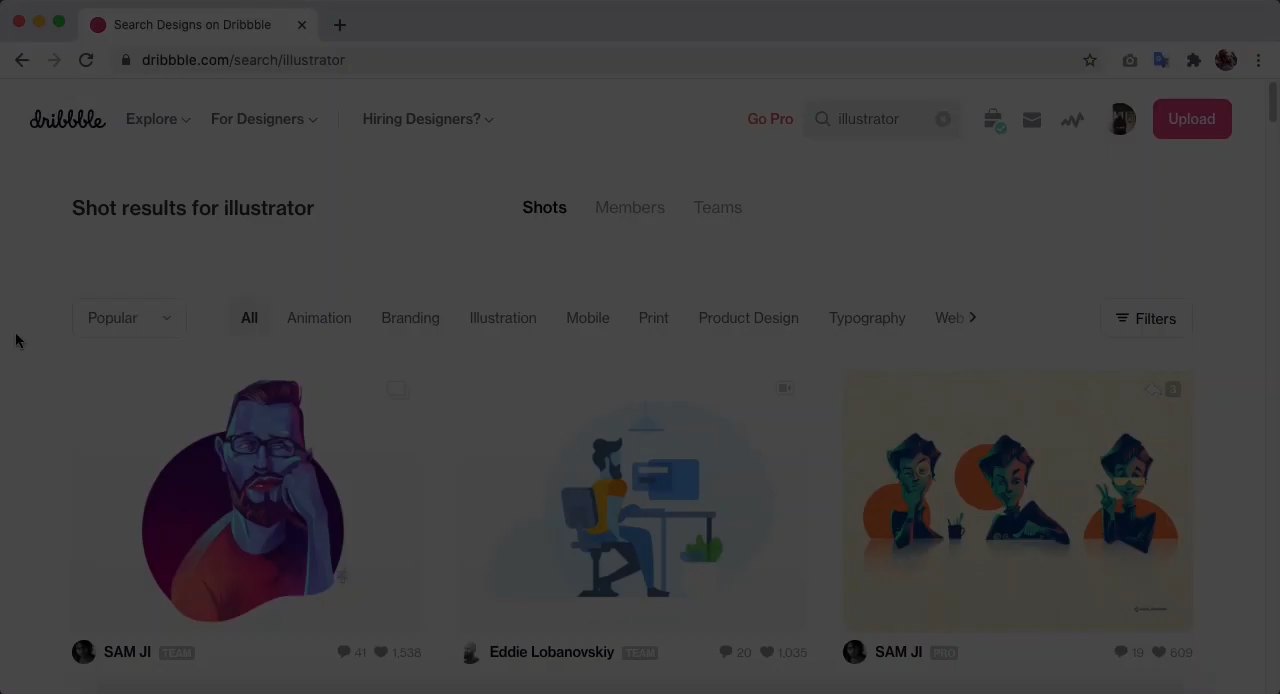 Search Designs on Dribbble
dribbble.com/search/illustrator
dribbble Explore For Designers Hiring Designers? Go Pro illustrator Upload
Shot results for illustrator
Shots Members Teams
Popular All Animation Branding Illustration Mobile Print Product Design Typography Web Filters
3
SAM JI TEAM 41 1,538
Eddie Lobanovskiy TEAM 20 1,035
SAM JI PRO 19 609